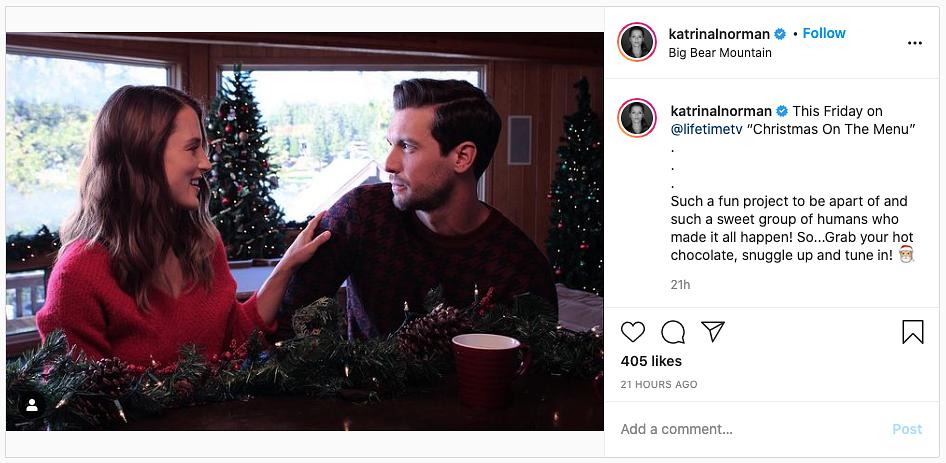 katrinalnorman • Follow
Big Bear Mountain
katrinalnorman This Friday on
@lifetimetv “Christmas On The Menu”
.
.
.
Such a fun project to be apart of and
such a sweet group of humans who
made it all happen! So...Grab your hot
chocolate, snuggle up and tune in! 🎅🏼
21h
405 likes
21 HOURS AGO
Add a comment...
Post